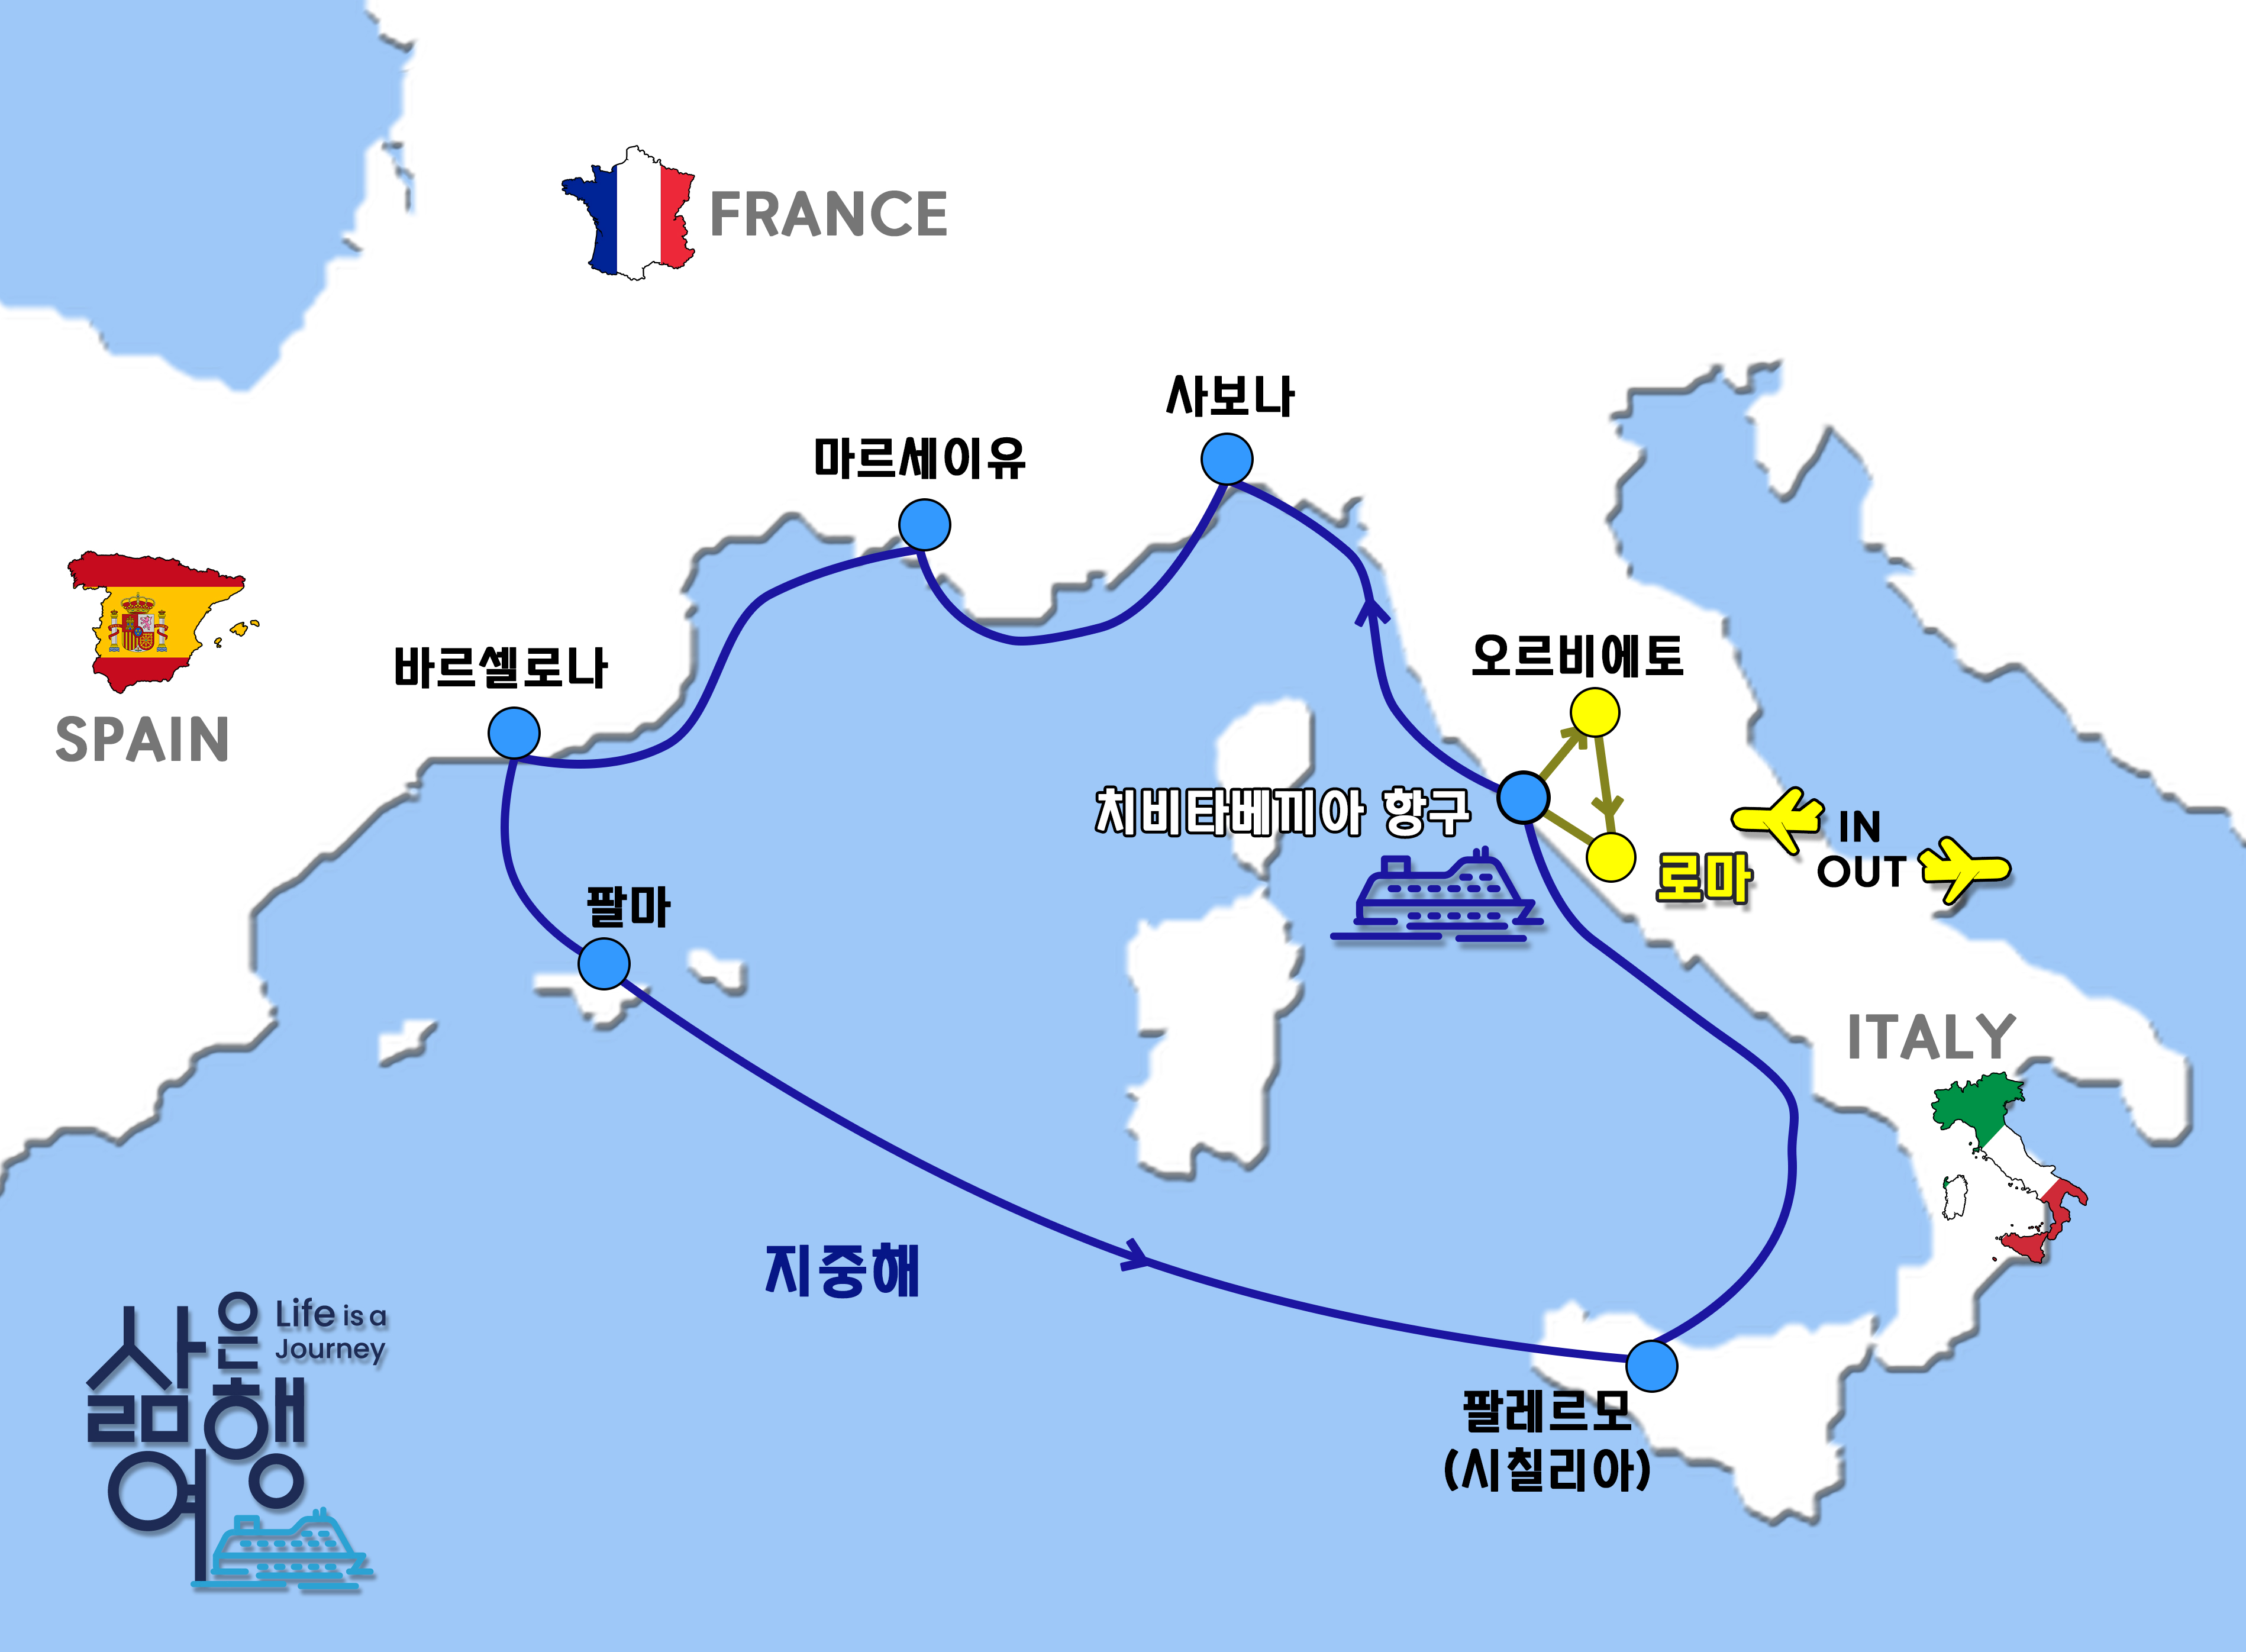 FRANCE
사보나
마르세이유
오르비에토
바르셀로나
SPAIN
치비타베끼아 항구
IN
OUT
로마
팔마
ITALY
지중해
삶은
여행
Life is a
Journey
팔레르모
(시칠리아)